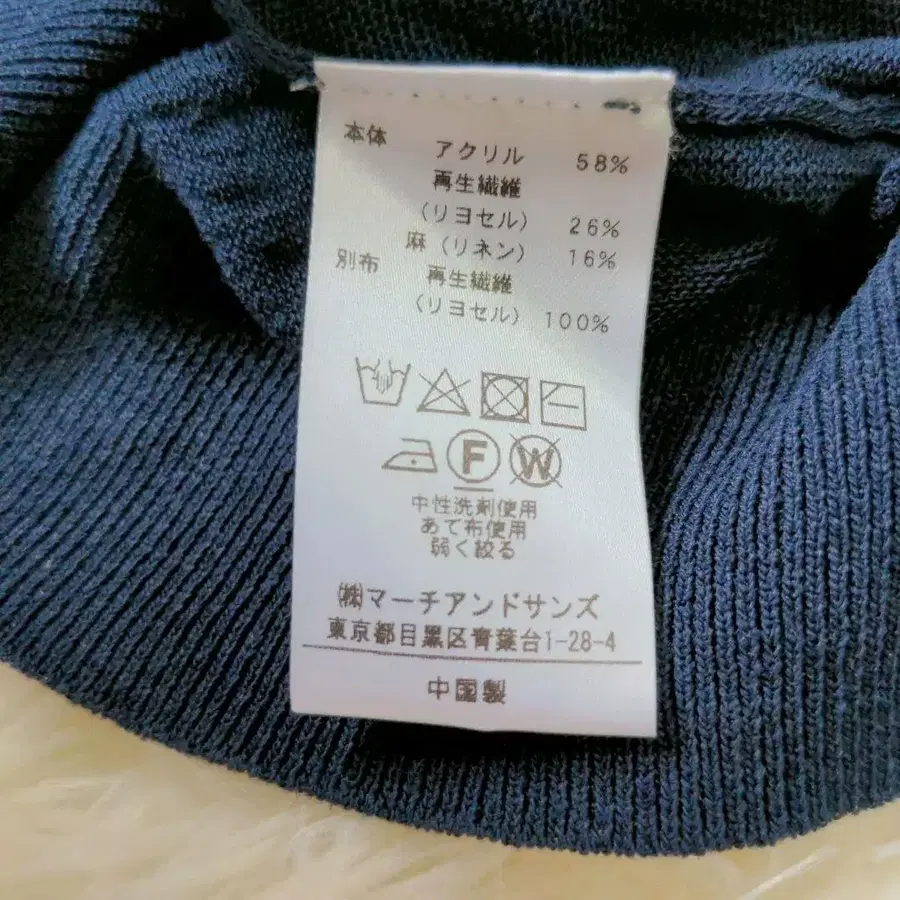 本体 アクリル 58%
再生繊維
(リヨセル) 26%
麻 (リネン) 16%
別布 再生繊維
(リヨセル) 100%
F W
中性洗剤使用
あて布使用
弱く絞る
㈱マーチアンドサンズ
東京都目黒区青葉台1-28-4
中国製